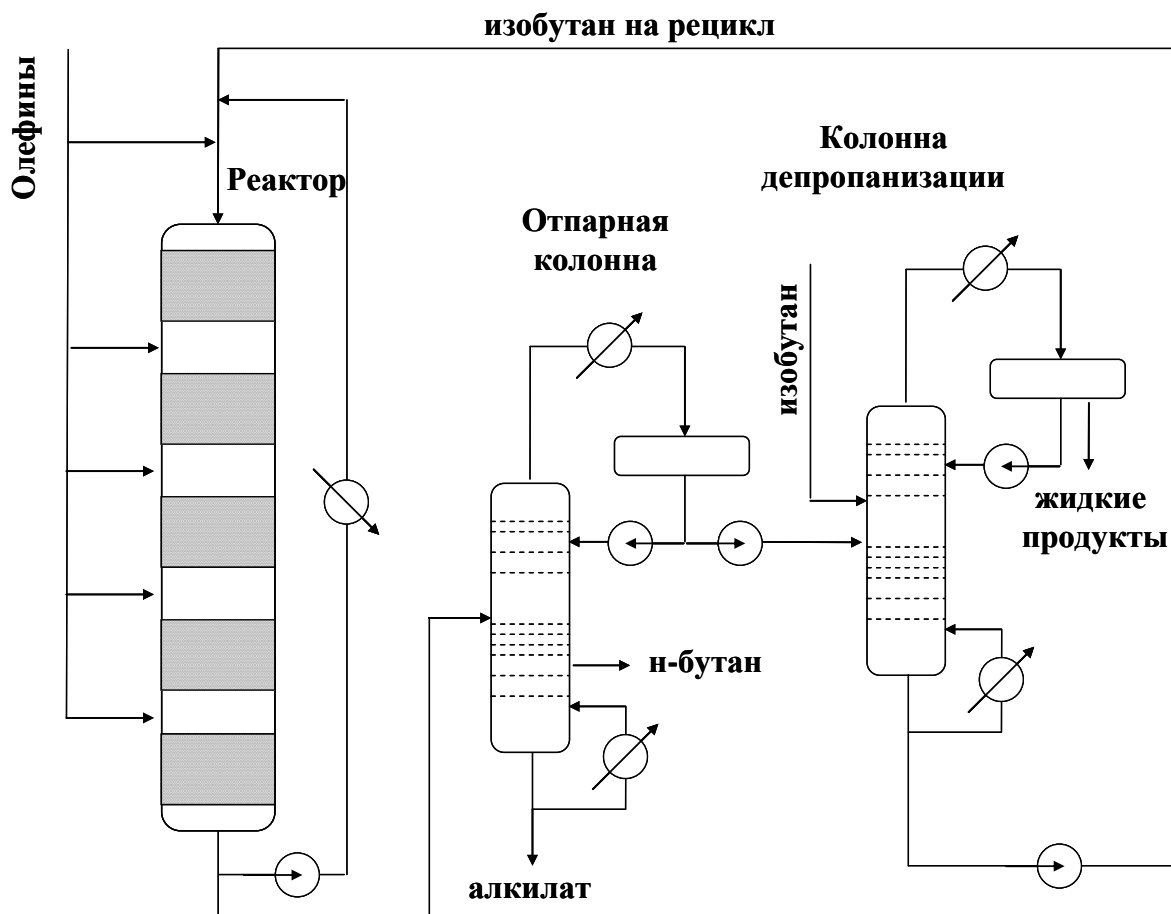 изобутан на рецикл
Олефины
Реактор
Колонна
депропанизации
Отпарная
колонна
изобутан
жидкие
продукты
н-бутан
алкилат